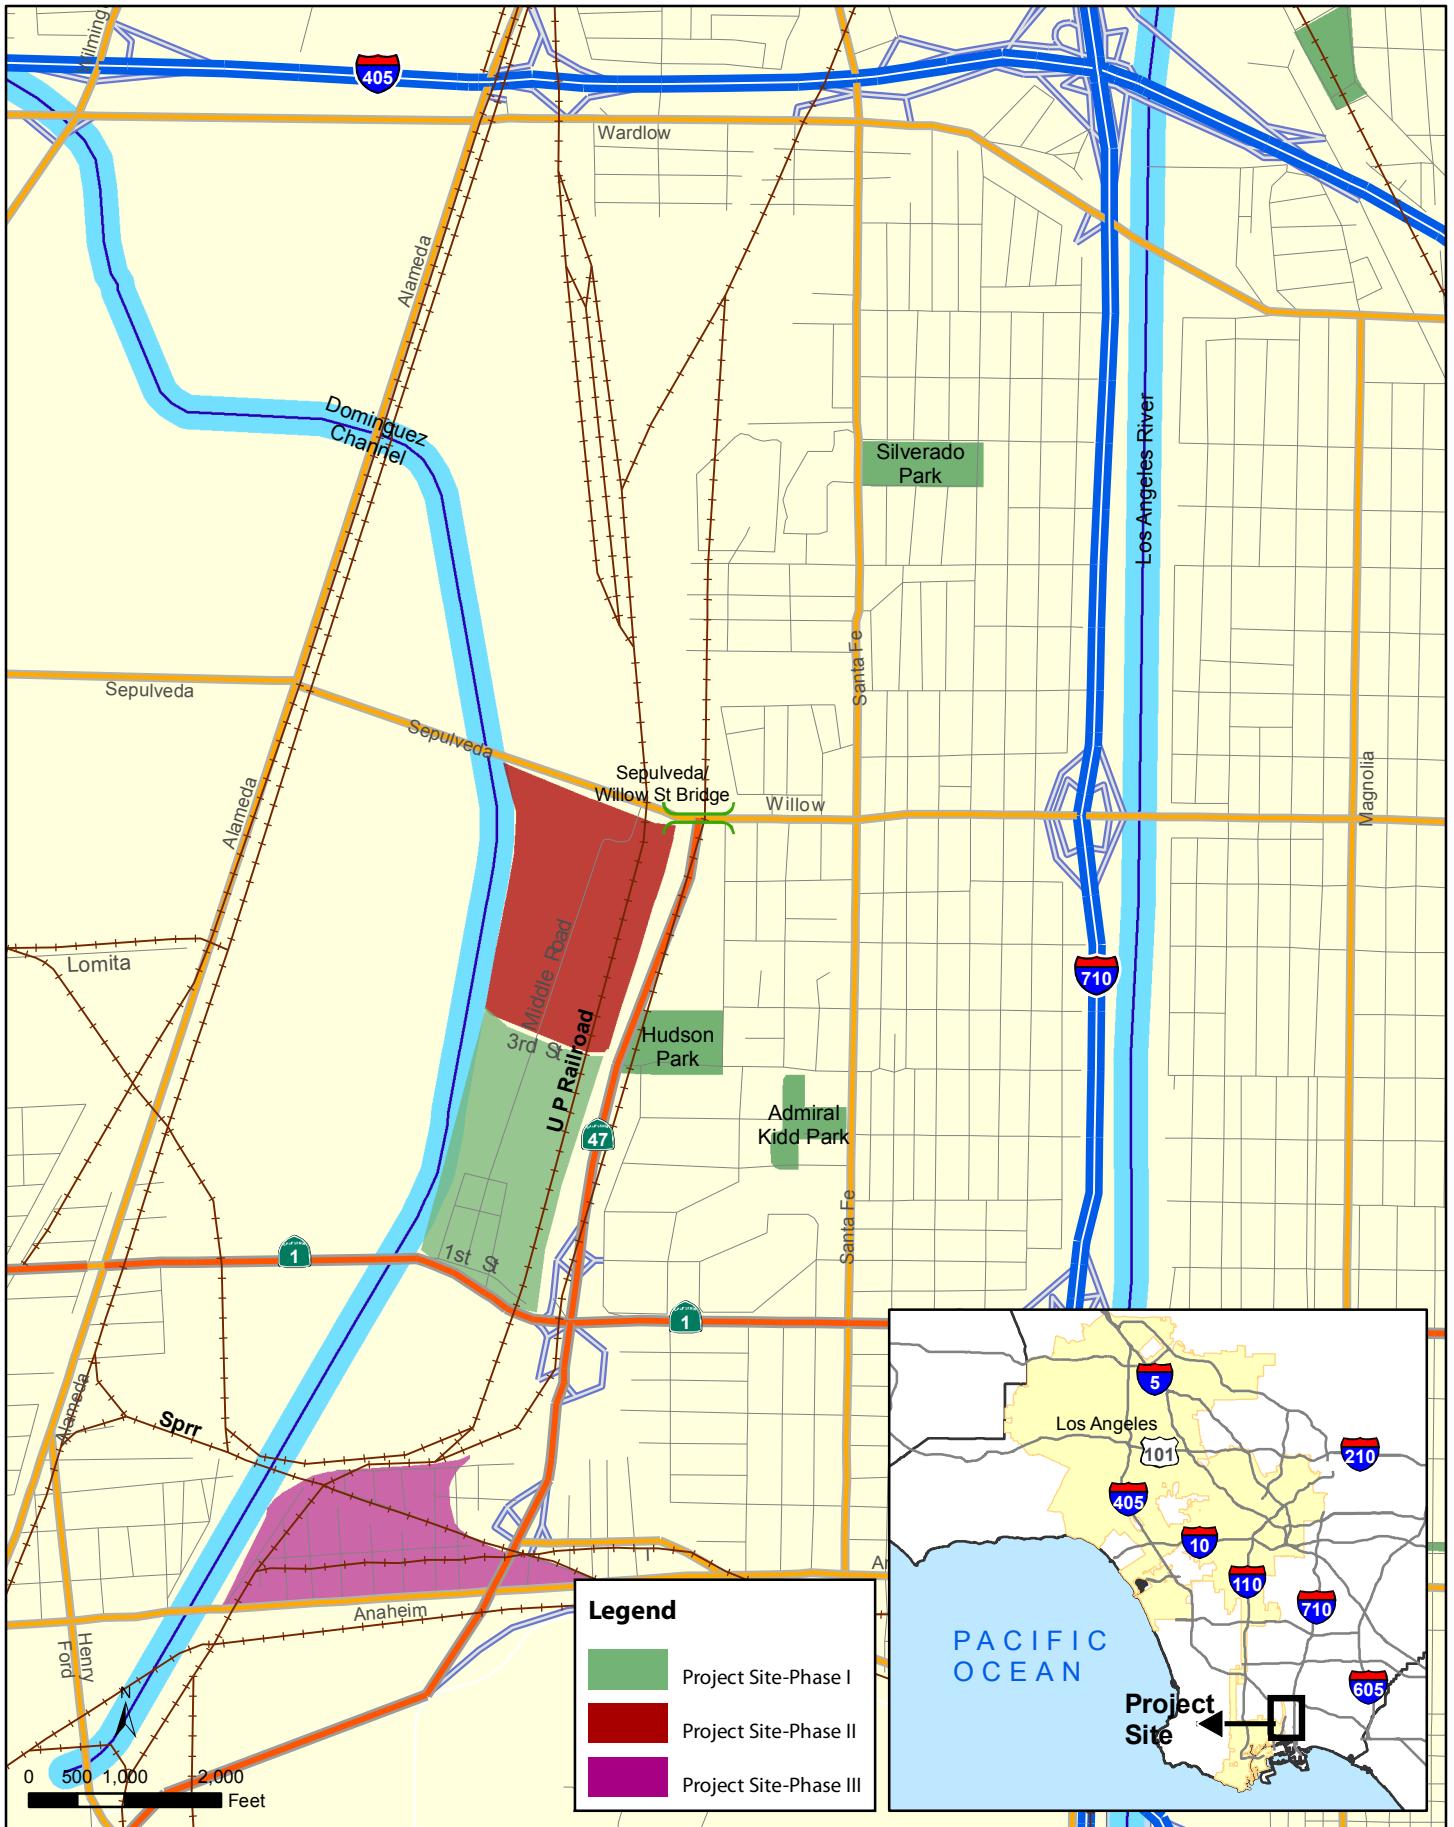 Wilming
405
Wardlow
Alameda
Dominguez
Channel
Silverado
Park
Los Angeles River
Santa Fe
Sepulveda
Sepulveda
Sepulveda/
Willow St Bridge
Willow
Magnolia
Alameda
Lomita
Middle Road
710
3rd St
U P Railroad
Hudson
Park
47
Admiral
Kidd Park
Santa Fe
1st St
1
1
Alameda
Sprr
I
Anaheim
An
Henry
Ford
N
0 500 1,000 2,000
Feet
Legend
Project Site-Phase I
Project Site-Phase II
Project Site-Phase III
5
Los Angeles
101
210
405
10
110
710
605
PACIFIC
OCEAN
Project
Site